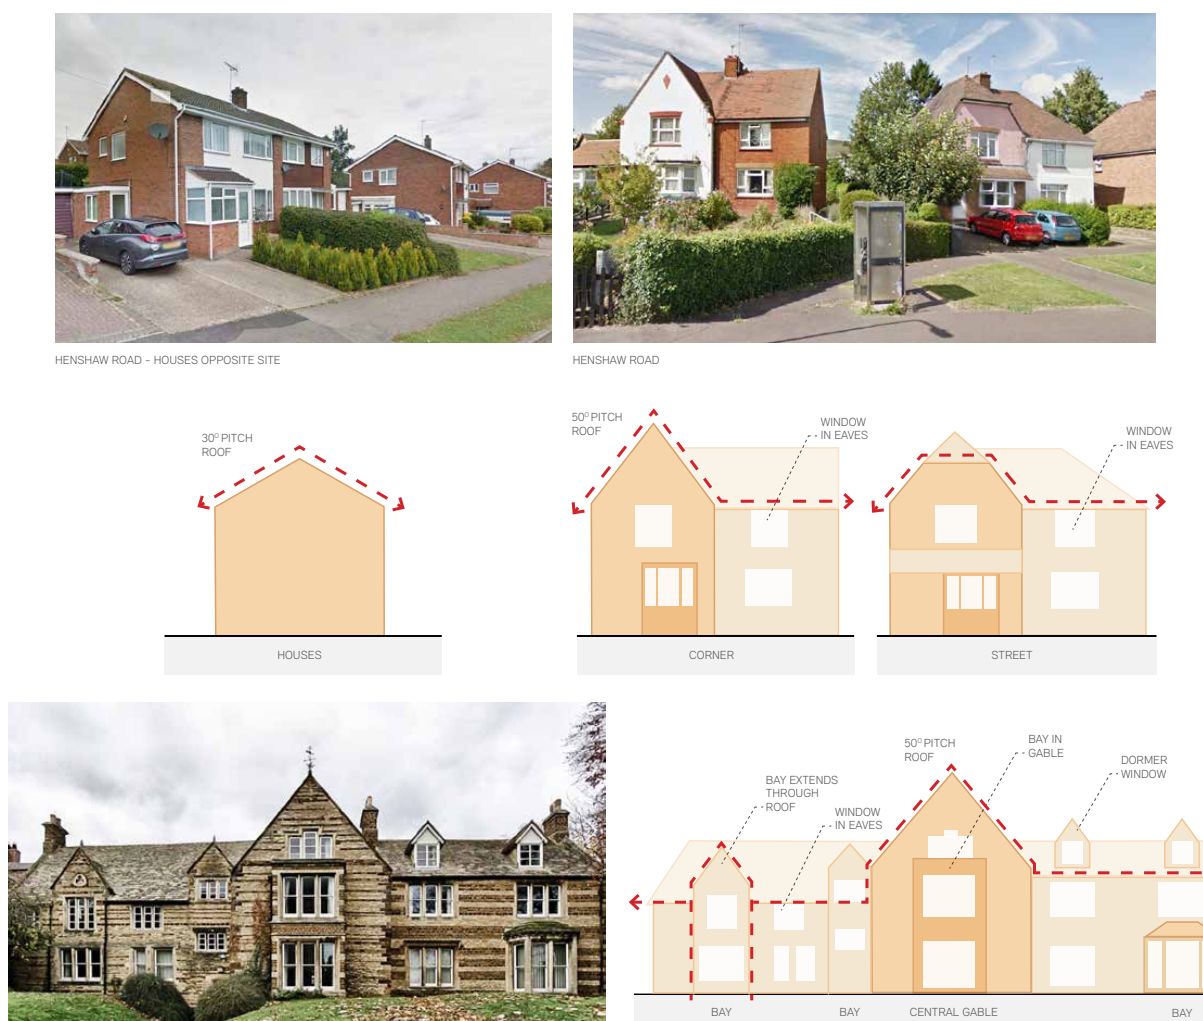 HENSHAW ROAD - HOUSES OPPOSITE SITE
HENSHAW ROAD
30° PITCH
ROOF
HOUSES
50° PITCH
ROOF
WINDOW
IN EAVES
CORNER
WINDOW
IN EAVES
STREET
BAY EXTENDS
THROUGH
ROOF
WINDOW
IN EAVES
50° PITCH
ROOF
BAY IN
GABLE
DORMER
WINDOW
BAY
BAY
CENTRAL GABLE
BAY